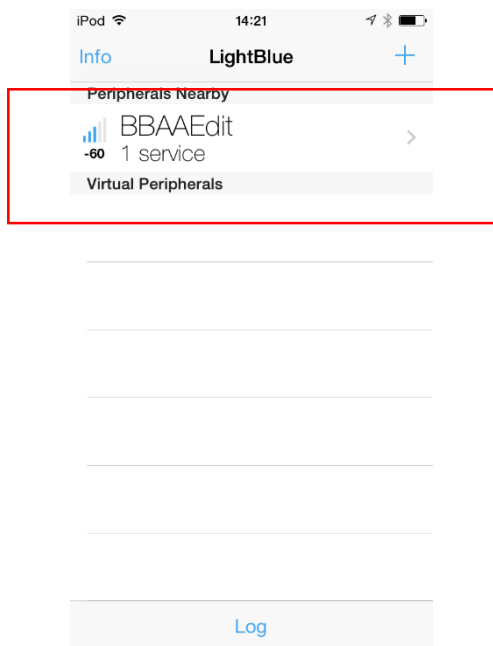 iPod 14:21
Info LightBlue +
Peripherals Nearby
BBAAEdit
-60 1 service
Virtual Peripherals
Log